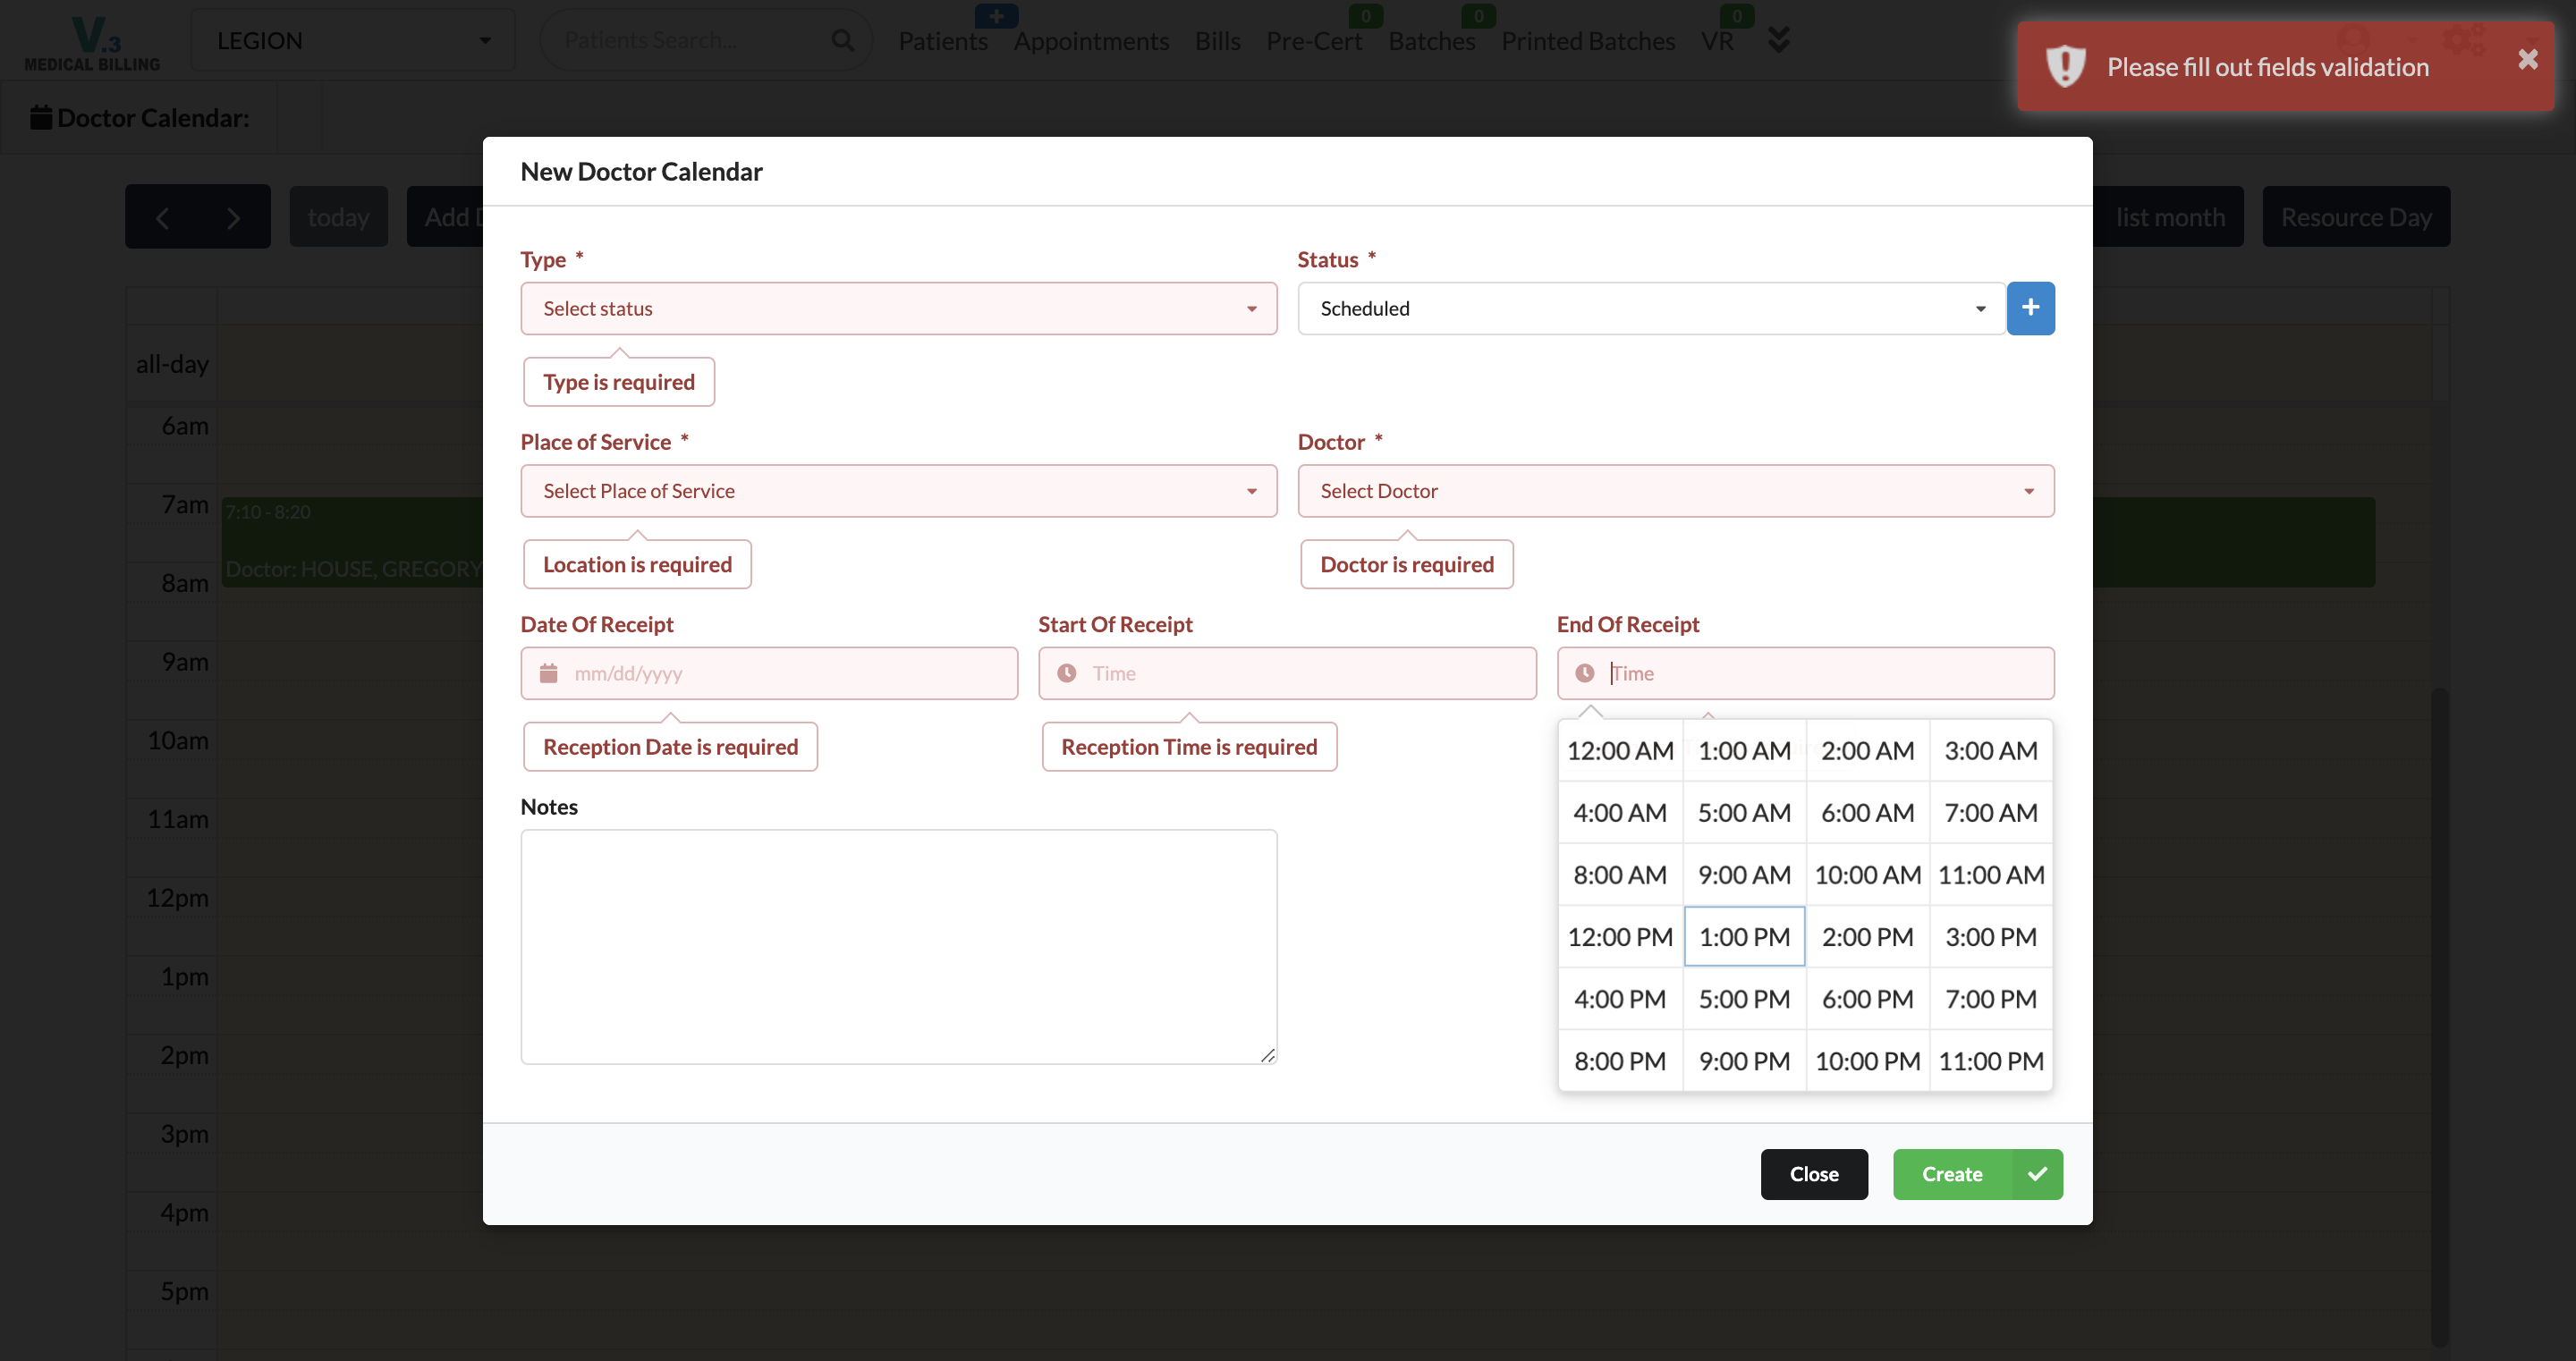 V.3
MEDICAL BILLING
LEGION
Patients Search...
Patients
Appointments
Bills
Pre-Cert
0
Batches
0
Printed Batches
VR
0
Please fill out fields validation
Doctor Calendar:
today
Add
list month
Resource Day
New Doctor Calendar
Type *
Status *
Select status
Scheduled
Type is required
Place of Service *
Doctor *
Select Place of Service
Select Doctor
Location is required
Doctor is required
Date Of Receipt
Start Of Receipt
End Of Receipt
mm/dd/yyyy
Time
Time
Reception Date is required
Reception Time is required
12:00 AM 1:00 AM 2:00 AM 3:00 AM
4:00 AM 5:00 AM 6:00 AM 7:00 AM
8:00 AM 9:00 AM 10:00 AM 11:00 AM
12:00 PM 1:00 PM 2:00 PM 3:00 PM
4:00 PM 5:00 PM 6:00 PM 7:00 PM
8:00 PM 9:00 PM 10:00 PM 11:00 PM
Notes
Close
Create
all-day
6am
7am
7:10 - 8:20
Doctor: HOUSE, GREGORY
8am
9am
10am
11am
12pm
1pm
2pm
3pm
4pm
5pm